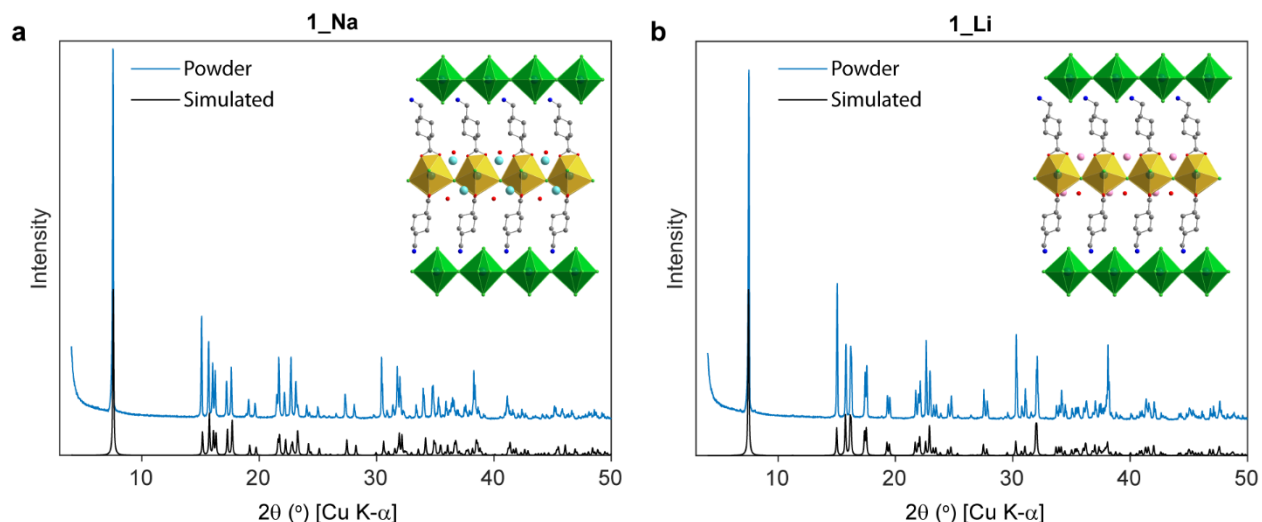 a
1_Na
Powder
Simulated
Intensity
10
20
30
40
50
2θ (°) [Cu K-α]
b
1_Li
Powder
Simulated
Intensity
10
20
30
40
50
2θ (°) [Cu K-α]